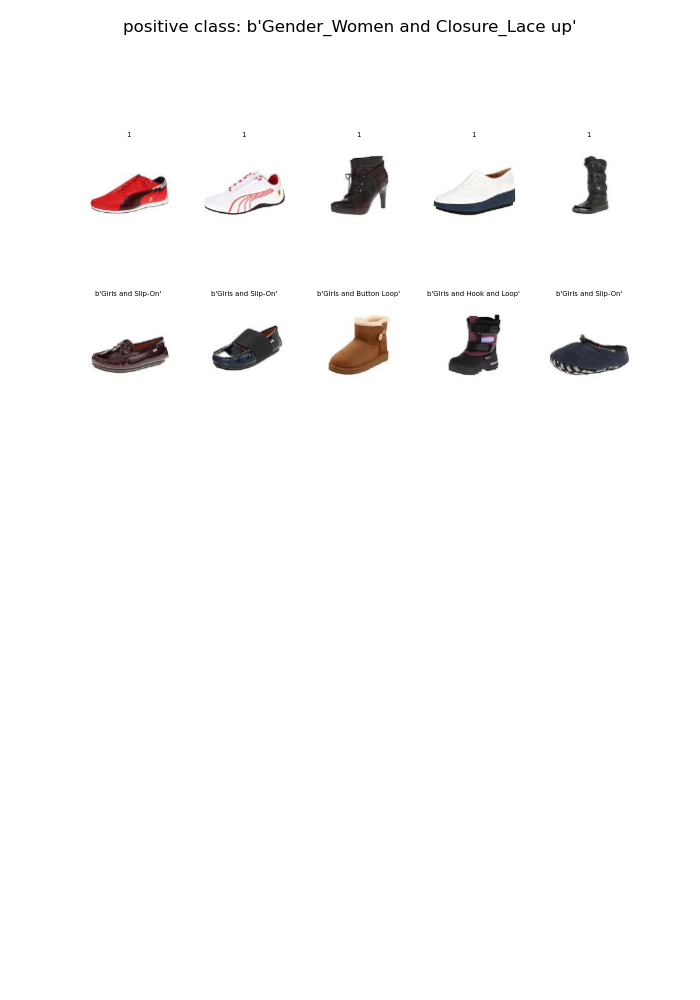 positive class: b'Gender_Women and Closure_Lace up'
1 1 1 1 1
b'Girls and Slip-On' b'Girls and Slip-On' b'Girls and Button Loop' b'Girls and Hook and Loop' b'Girls and Slip-On'